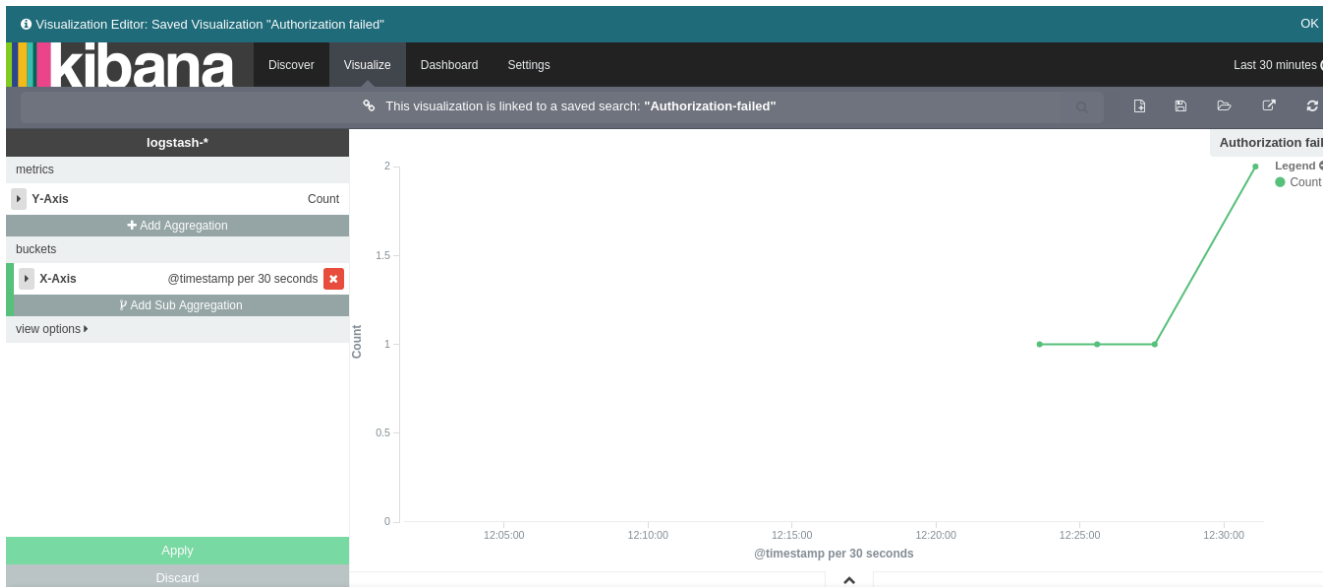 Visualization Editor: Saved Visualization "Authorization failed"
OK
kibana
Discover
Visualize
Dashboard
Settings
Last 30 minutes
This visualization is linked to a saved search: "Authorization-failed"
logstash-*
metrics
Y-Axis
Count
Add Aggregation
buckets
X-Axis
@timestamp per 30 seconds
Add Sub Aggregation
view options
Apply
Discard
Authorization fail
Legend
Count
Count
2
1.5
1
0.5
0
12:05:00
12:10:00
12:15:00
12:20:00
12:25:00
12:30:00
@timestamp per 30 seconds